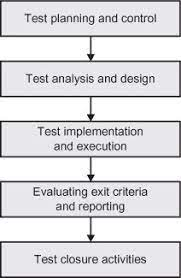 Test planning and control
Test analysis and design
Test implementation
and execution
Evaluating exit criteria
and reporting
Test closure activities